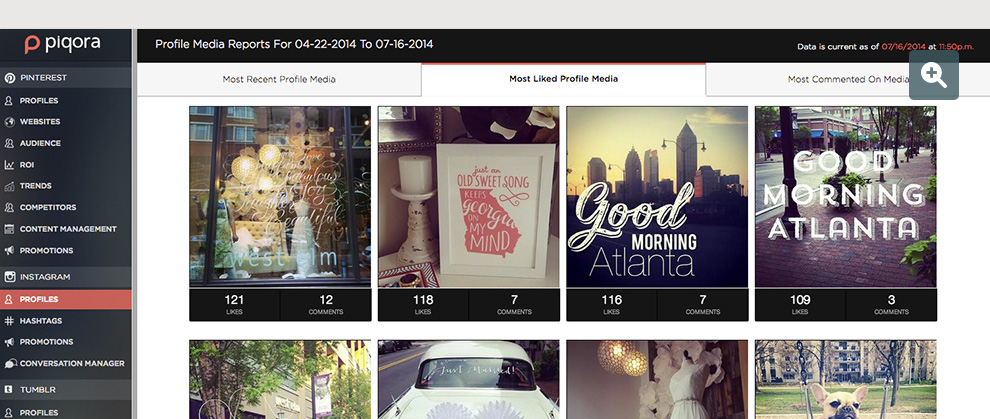 piqora
Profile Media Reports For 04-22-2014 To 07-16-2014
Data is current as of 07/16/2014 at 11:50p.m.
Most Recent Profile Media
Most Liked Profile Media
Most Commented On Media
PINTEREST
PROFILES
WEBSITES
AUDIENCE
ROI
TRENDS
COMPETITORS
CONTENT MANAGEMENT
PROMOTIONS
INSTAGRAM
PROFILES
HASHTAGS
PROMOTIONS
CONVERSATION MANAGER
TUMBLR
PROFILES
west elm
just an
OLD SWEET SONG
KEEPS
georgia
ON MY
MIND
Good
MORNING
Atlanta
GOOD
MORNING
ATLANTA
121
LIKES
12
COMMENTS
118
LIKES
7
COMMENTS
116
LIKES
7
COMMENTS
109
LIKES
3
COMMENTS
Just Married!